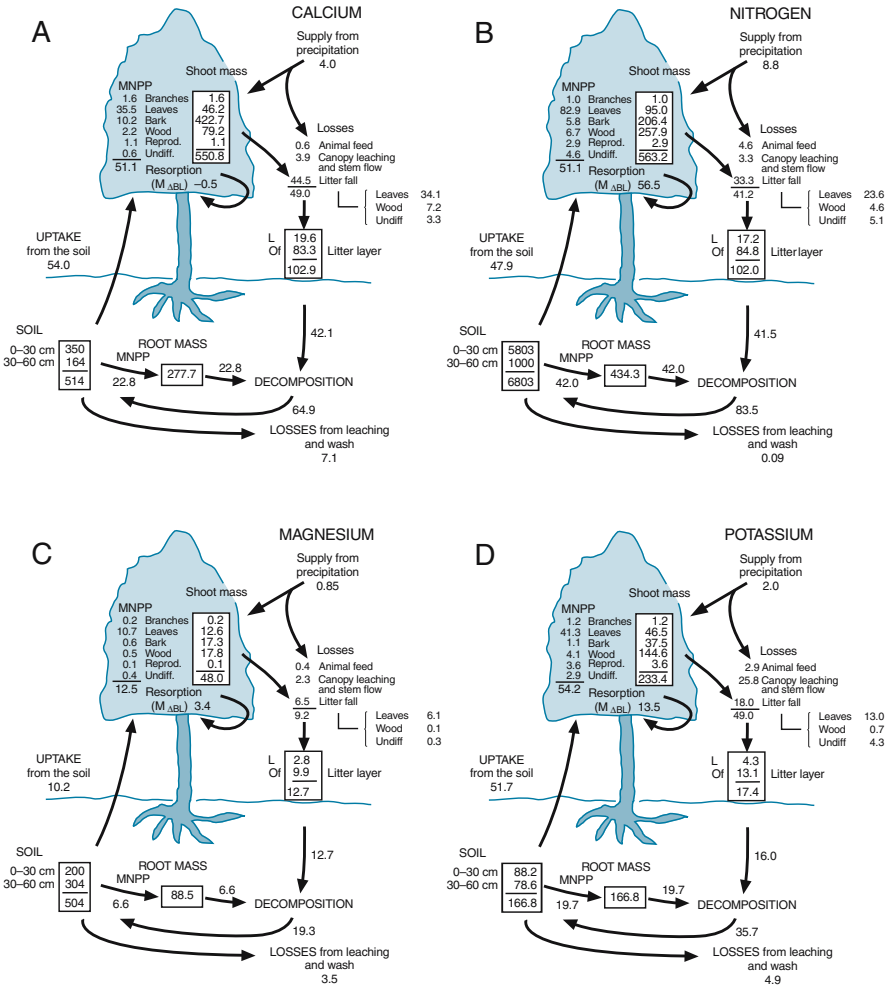 A
CALCIUM
Supply from
precipitation
4.0
Shoot mass
MNPP
1.6 Branches 1.6
35.5 Leaves 46.2
10.2 Bark 422.7
2.2 Wood 79.2
1.1 Reprod. 1.1
0.6 Undiff.
51.1 550.8
Resorption
(M ΔBL) –0.5
Losses
0.6 Animal feed
3.9 Canopy leaching
and stem flow
44.5 Litter fall
49.0
Leaves 34.1
Wood 7.2
Undiff 3.3
L 19.6
Of 83.3 Litter layer
102.9
UPTAKE
from the soil
54.0
SOIL
0–30 cm 350
30–60 cm 164
514
ROOT MASS
MNPP
22.8
277.7
22.8
42.1
DECOMPOSITION
64.9
LOSSES from leaching
and wash
7.1
B
NITROGEN
Supply from
precipitation
8.8
Shoot mass
MNPP
1.0 Branches 1.0
82.9 Leaves 95.0
5.8 Bark 206.4
6.7 Wood 257.9
2.9 Reprod. 2.9
4.6 Undiff.
51.1 563.2
Resorption
(M ΔBL) 56.5
Losses
4.6 Animal feed
3.3 Canopy leaching
and stem flow
33.3 Litter fall
41.2
Leaves 23.6
Wood 4.6
Undiff 5.1
L 17.2
Of 84.8 Litter layer
102.0
UPTAKE
from the soil
47.9
SOIL
0–30 cm 5803
30–60 cm 1000
6803
ROOT MASS
MNPP
42.0
434.3
42.0
41.5
DECOMPOSITION
83.5
LOSSES from leaching
and wash
0.09
C
MAGNESIUM
Supply from
precipitation
0.85
Shoot mass
MNPP
0.2 Branches 0.2
10.7 Leaves 12.6
0.6 Bark 17.3
0.5 Wood 17.8
0.1 Reprod. 0.1
0.4 Undiff.
12.5 48.0
Resorption
(M ΔBL) 3.4
Losses
0.4 Animal feed
2.3 Canopy leaching
and stem flow
6.5 Litter fall
9.2
Leaves 6.1
Wood 0.1
Undiff 0.3
L 2.8
Of 9.9 Litter layer
12.7
UPTAKE
from the soil
10.2
SOIL
0–30 cm 200
30–60 cm 304
504
ROOT MASS
MNPP
6.6
88.5
6.6
12.7
DECOMPOSITION
19.3
LOSSES from leaching
and wash
3.5
D
POTASSIUM
Supply from
precipitation
2.0
Shoot mass
MNPP
1.2 Branches 1.2
41.3 Leaves 46.5
1.1 Bark 37.5
4.1 Wood 144.6
3.6 Reprod. 3.6
2.9 Undiff.
54.2 233.4
Resorption
(M ΔBL) 13.5
Losses
2.9 Animal feed
25.8 Canopy leaching
and stem flow
18.0 Litter fall
49.0
Leaves 13.0
Wood 0.7
Undiff 4.3
L 4.3
Of 13.1 Litter layer
17.4
UPTAKE
from the soil
51.7
SOIL
0–30 cm 88.2
30–60 cm 78.6
166.8
ROOT MASS
MNPP
19.7
166.8
19.7
16.0
DECOMPOSITION
35.7
LOSSES from leaching
and wash
4.9